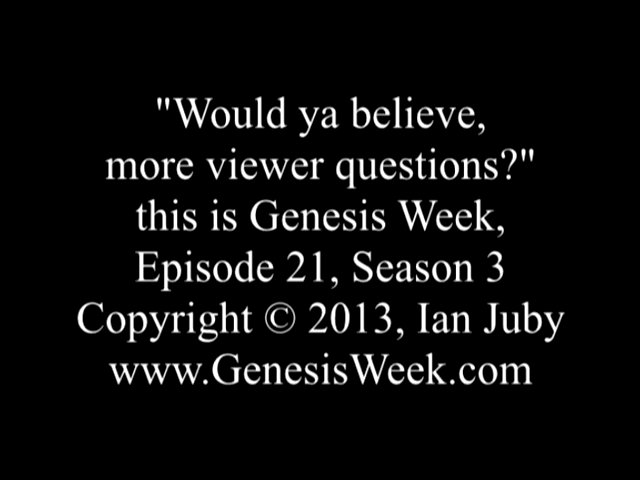 "Would ya believe,
more viewer questions?"
this is Genesis Week,
Episode 21, Season 3
Copyright © 2013, Ian Juby
www.GenesisWeek.com